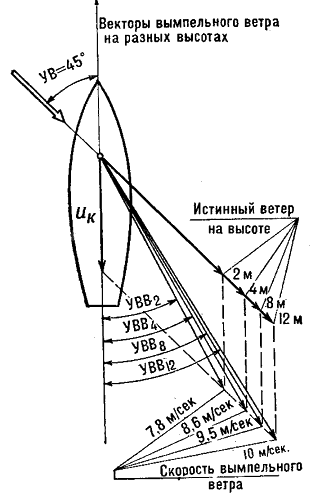 Векторы вымпельного ветра
на разных высотах
УВ=45°
uк
Истинный ветер
на высоте
2 м
4 м
8 м
12 м
УВВ2
УВВ4
УВВ8
УВВ12
7,8 м/сек
8,6 м/сек
9,5 м/сек
10 м/сек.
Скорость вымпельного
ветра